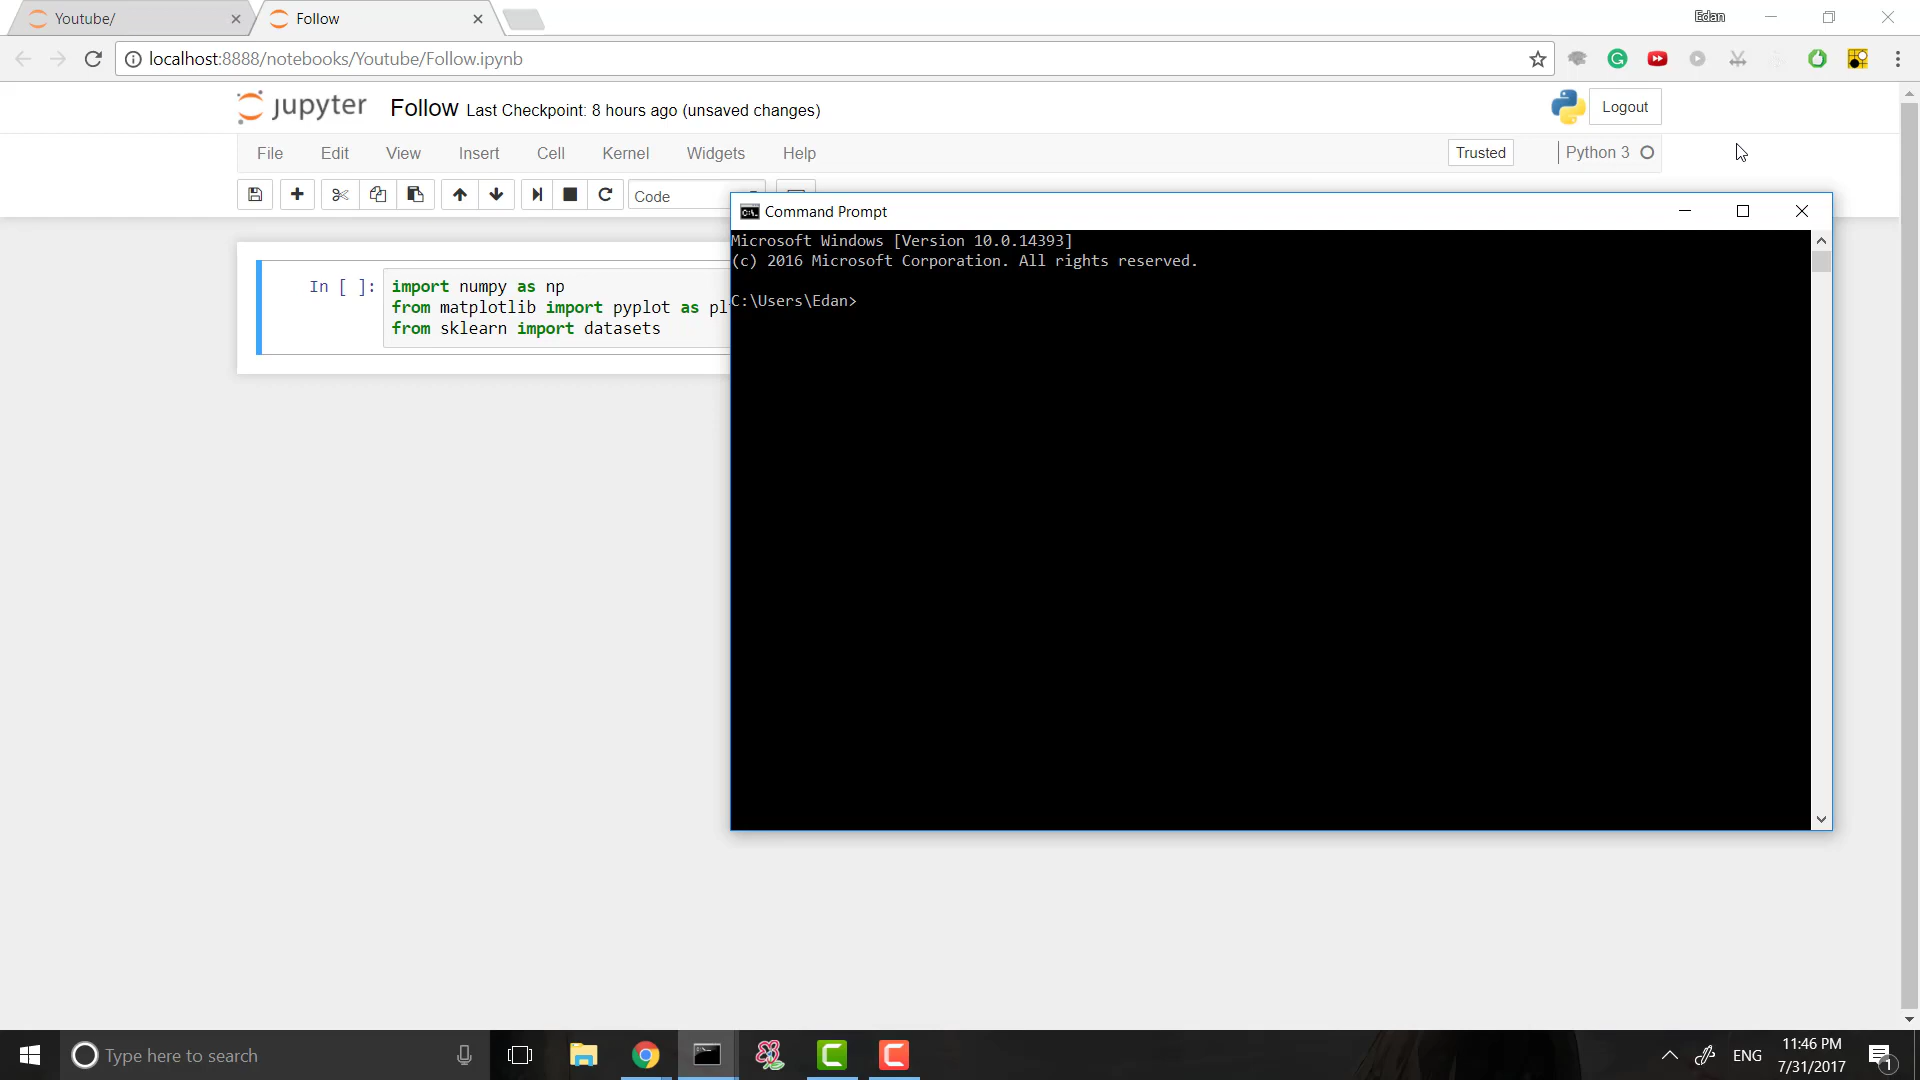 Youtube/
Follow
Edan
localhost:8888/notebooks/Youtube/Follow.ipynb
jupyter Follow Last Checkpoint: 8 hours ago (unsaved changes)
Logout
File Edit View Insert Cell Kernel Widgets Help
Trusted
Python 3
Code
Command Prompt
Microsoft Windows [Version 10.0.14393]
(c) 2016 Microsoft Corporation. All rights reserved.
C:\Users\Edan>
In [ ]: import numpy as np
from matplotlib import pyplot as pl
from sklearn import datasets
Type here to search
ENG
11:46 PM
7/31/2017
1